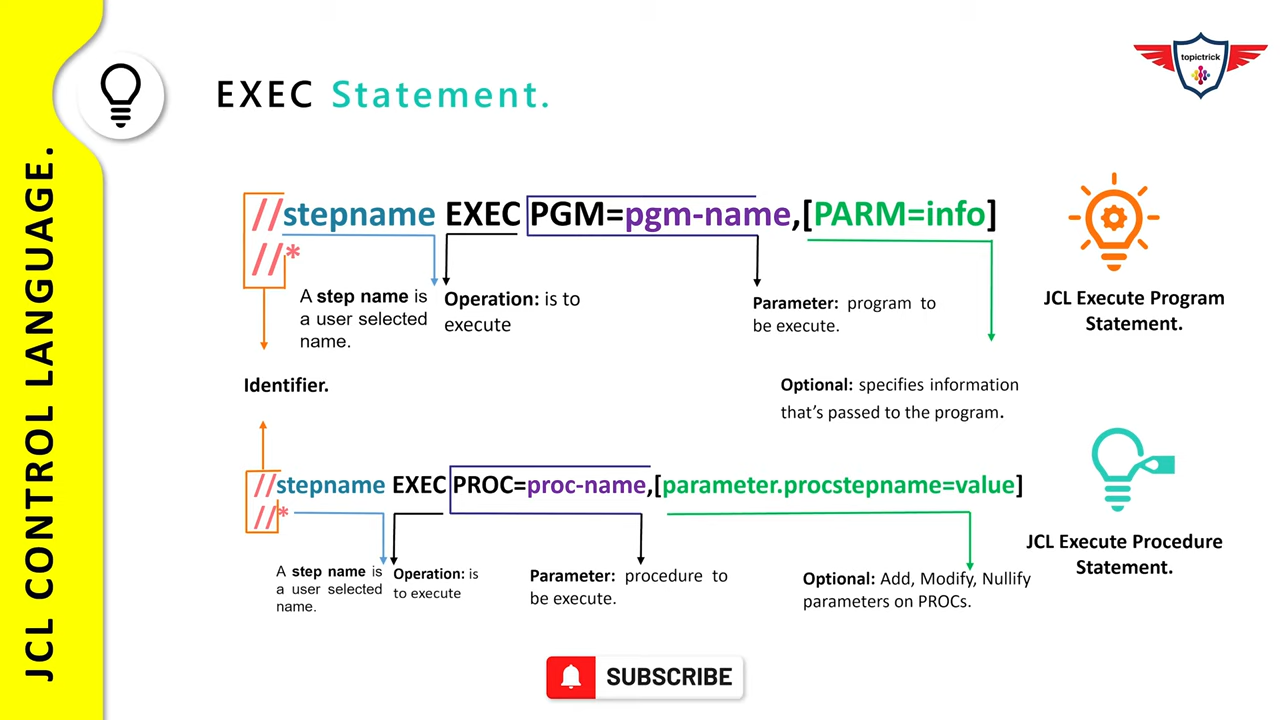 JCL CONTROL LANGUAGE.
topictrick
EXEC Statement.
//stepname EXEC PGM=pgm-name,[PARM=info]
//*
A step name is
a user selected
name.
Operation: is to
execute
Parameter: program to
be execute.
JCL Execute Program
Statement.
Identifier.
Optional: specifies information
that's passed to the program.
//stepname EXEC PROC=proc-name,[parameter.procstepname=value]
//*
A step name is
a user selected
name.
Operation: is
to execute
Parameter: procedure to
be execute.
Optional: Add, Modify, Nullify
parameters on PROCs.
JCL Execute Procedure
Statement.
SUBSCRIBE